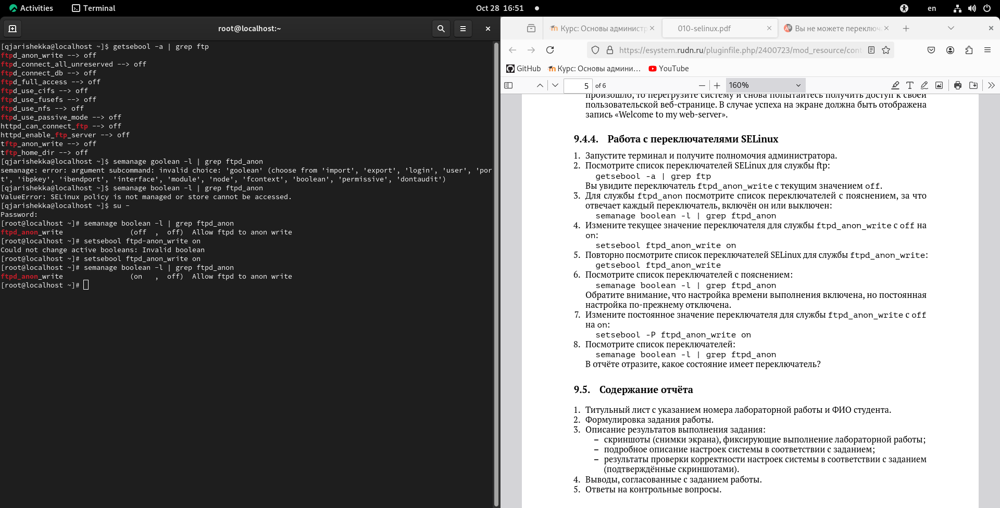 Activities
Terminal
Oct 28 16:51
en
root@localhost:~
[qjarishekka@localhost ~]$ getsebool -a | grep ftp
ftpd_anon_write --> off
ftpd_connect_all_unreserved --> off
ftpd_connect_db --> off
ftpd_full_access --> off
ftpd_use_cifs --> off
ftpd_use_fusefs --> off
ftpd_use_nfs --> off
ftpd_use_passive_mode --> off
httpd_can_connect_ftp --> off
httpd_enable_ftp_server --> off
tftp_anon_write --> off
tftp_home_dir --> off
[qjarishekka@localhost ~]$ semanage goolean -l | grep ftpd_anon
semanage: error: argument subcommand: invalid choice: 'goolean' (choose from 'import', 'export', 'login', 'user', 'por
t', 'ibpkey', 'ibendport', 'interface', 'module', 'node', 'fcontext', 'boolean', 'permissive', 'dontaudit')
[qjarishekka@localhost ~]$ semanage boolean -l | grep ftpd_anon
ValueError: SELinux policy is not managed or store cannot be accessed.
[qjarishekka@localhost ~]$ su -
Password:
[root@localhost ~]# semanage boolean -l | grep ftpd_anon
ftpd_anon_write                (off  ,  off)  Allow ftpd to anon write
[root@localhost ~]# setsebool ftpd-anon_write on
Could not change active booleans: Invalid boolean
[root@localhost ~]# setsebool ftpd_anon_write on
[root@localhost ~]# semanage boolean -l | grep ftpd_anon
ftpd_anon_write                (on   ,  off)  Allow ftpd to anon write
[root@localhost ~]#
Курс: Основы администр
010-selinux.pdf
Вы не можете переключ
https://esystem.rudn.ru/pluginfile.php/2400723/mod_resource/cont
GitHub
Курс: Основы админи…
YouTube
5 of 6
160%
произошло, то перегрузите систему и снова попытайтесь получить доступ к своей
пользовательской веб-странице. В случае успеха на экране должна быть отображена
запись «Welcome to my web-server».
9.4.4. Работа с переключателями SELinux
1. Запустите терминал и получите полномочия администратора.
2. Посмотрите список переключателей SELinux для службы ftp:
getsebool -a | grep ftp
Вы увидите переключатель ftpd_anon_write с текущим значением off.
3. Для службы ftpd_anon посмотрите список переключателей с пояснением, за что
отвечает каждый переключатель, включён он или выключен:
semanage boolean -l | grep ftpd_anon
4. Измените текущее значение переключателя для службы ftpd_anon_write с off на
on:
setsebool ftpd_anon_write on
5. Повторно посмотрите список переключателей SELinux для службы ftpd_anon_write:
getsebool ftpd_anon_write
6. Посмотрите список переключателей с пояснением:
semanage boolean -l | grep ftpd_anon
Обратите внимание, что настройка времени выполнения включена, но постоянная
настройка по-прежнему отключена.
7. Измените постоянное значение переключателя для службы ftpd_anon_write с off
на on:
setsebool -P ftpd_anon_write on
8. Посмотрите список переключателей:
semanage boolean -l | grep ftpd_anon
В отчёте отразите, какое состояние имеет переключатель?
9.5. Содержание отчёта
1. Титульный лист с указанием номера лабораторной работы и ФИО студента.
2. Формулировка задания работы.
3. Описание результатов выполнения задания:
– скриншоты (снимки экрана), фиксирующие выполнение лабораторной работы;
– подробное описание настроек системы в соответствии с заданием;
– результаты проверки корректности настроек системы в соответствии с заданием
(подтверждённые скриншотами).
4. Выводы, согласованные с заданием работы.
5. Ответы на контрольные вопросы.